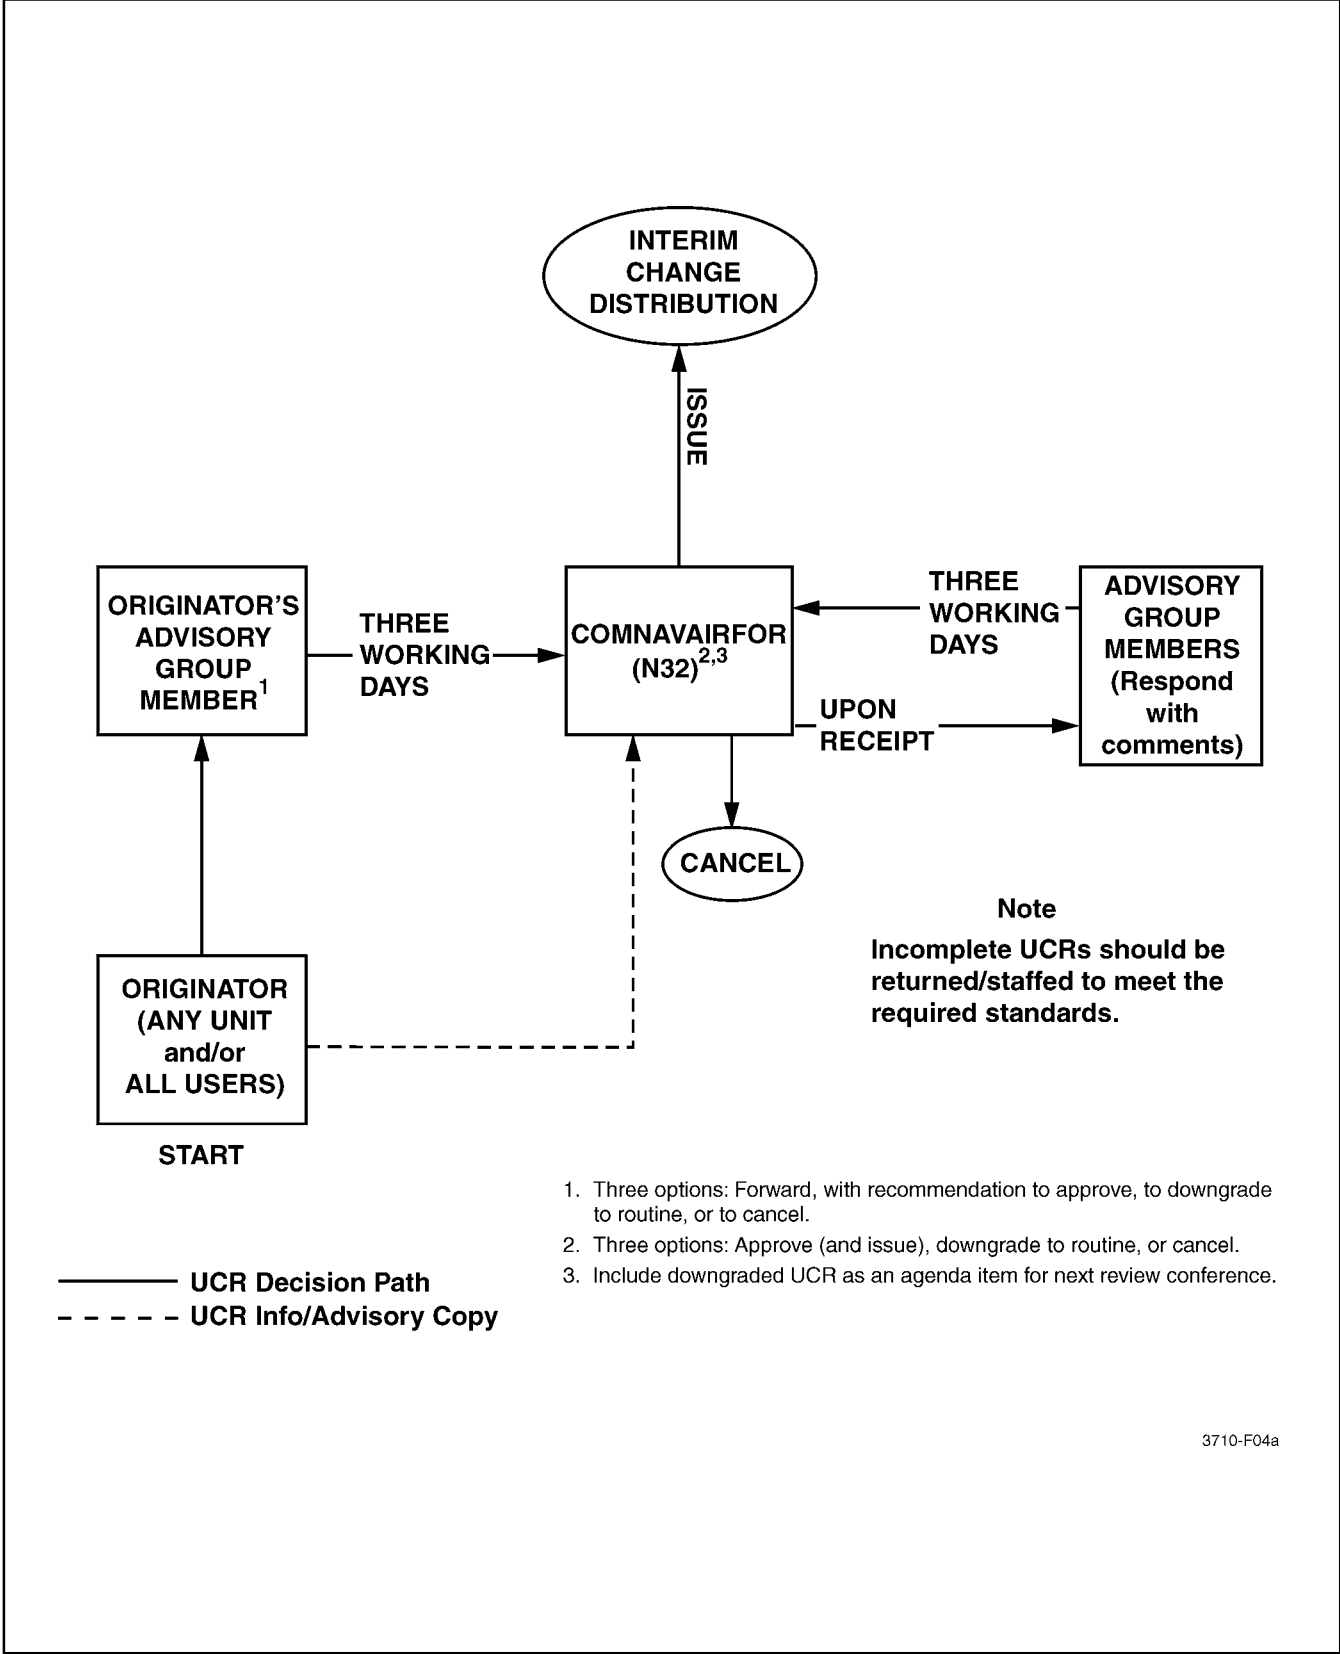 INTERIM
CHANGE
DISTRIBUTION
ISSUE
ORIGINATOR'S
ADVISORY
GROUP
MEMBER1
THREE
WORKING
DAYS
COMNAVAIRFOR
(N32)2,3
THREE
WORKING
DAYS
UPON
RECEIPT
ADVISORY
GROUP
MEMBERS
(Respond
with
comments)
CANCEL
ORIGINATOR
(ANY UNIT
and/or
ALL USERS)
START
Note
Incomplete UCRs should be
returned/staffed to meet the
required standards.
1. Three options: Forward, with recommendation to approve, to downgrade
to routine, or to cancel.
2. Three options: Approve (and issue), downgrade to routine, or cancel.
3. Include downgraded UCR as an agenda item for next review conference.
UCR Decision Path
UCR Info/Advisory Copy
3710-F04a